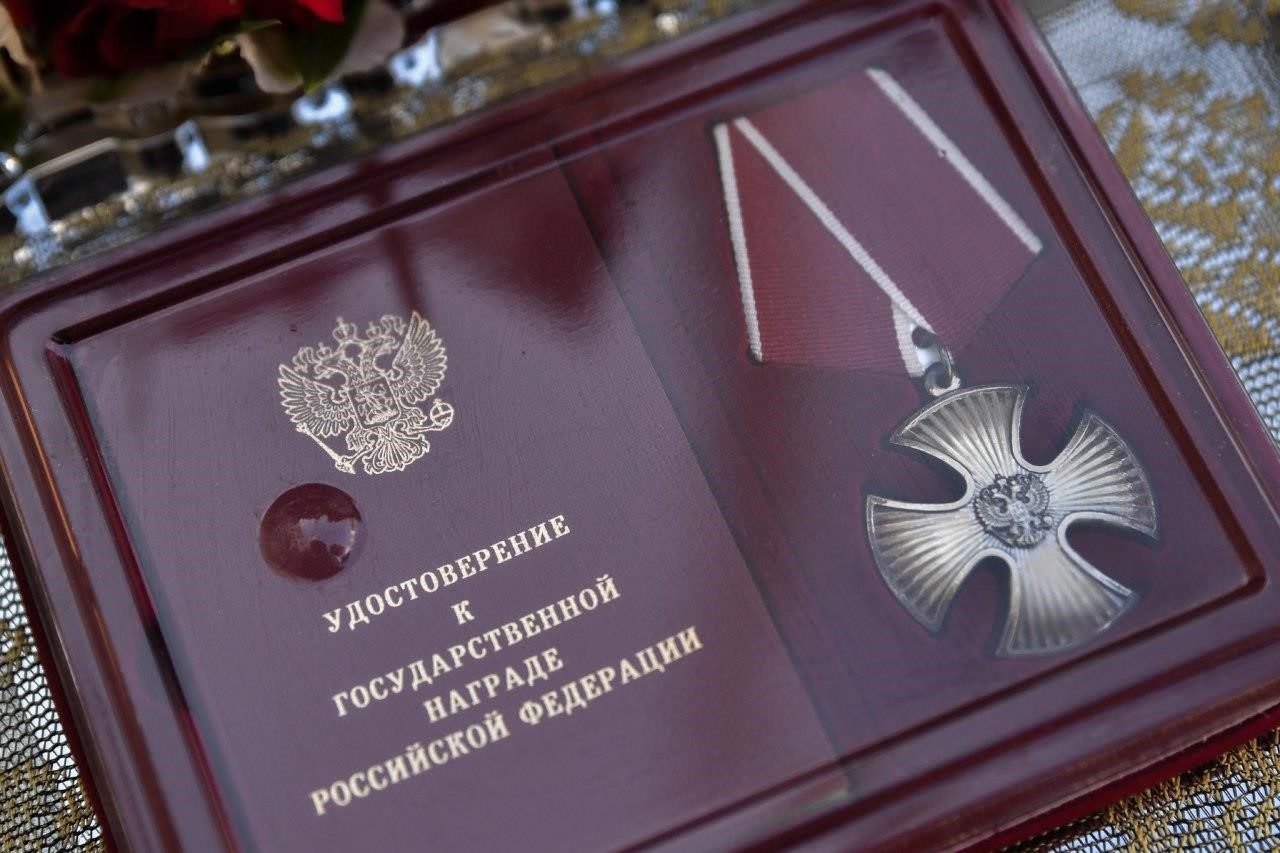 УДОСТОВЕРЕНИЕ
К
ГОСУДАРСТВЕННОЙ
НАГРАДЕ
РОССИЙСКОЙ ФЕДЕРАЦИИ